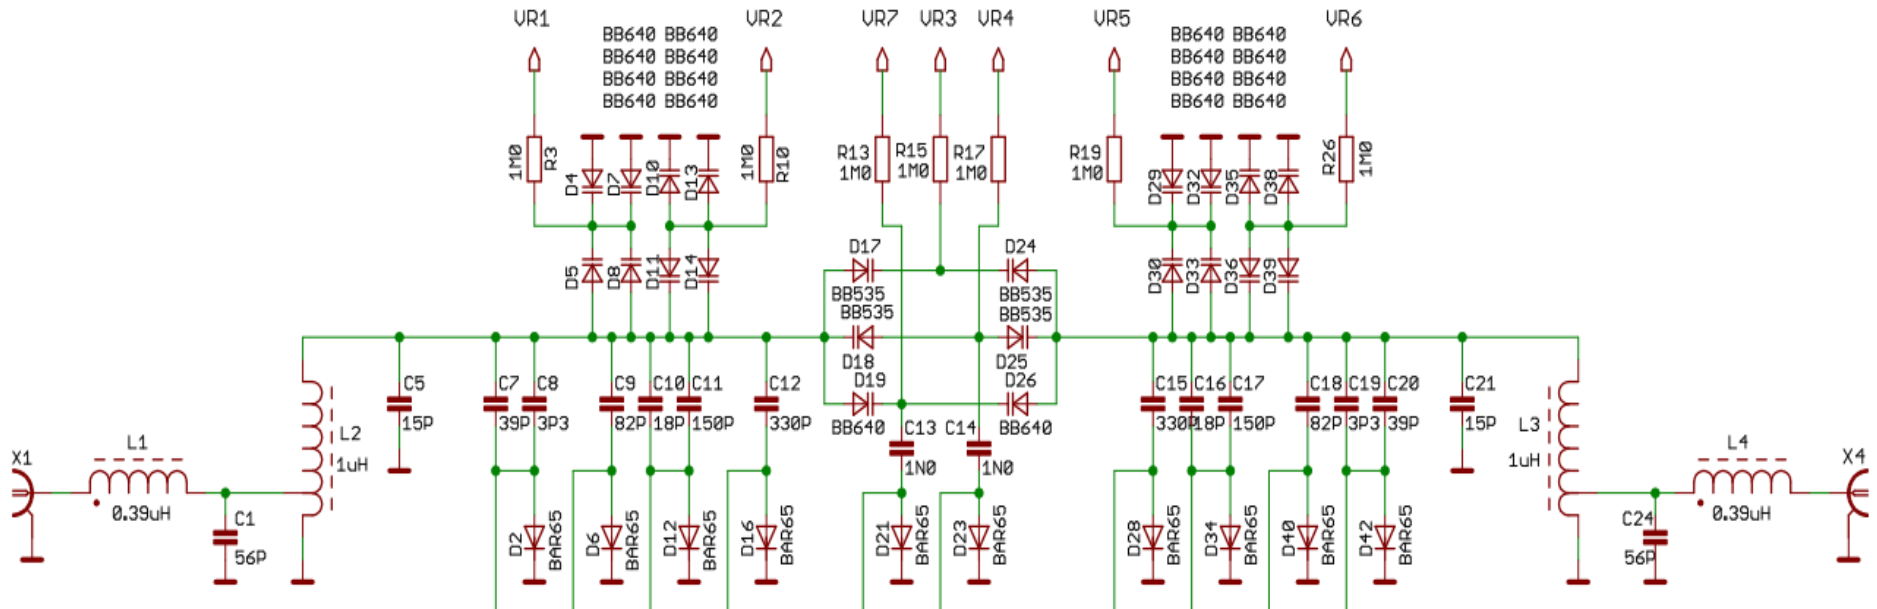 VR1
VR2
VR7
VR3
VR4
VR5
VR6
BB640 BB640
BB640 BB640
BB640 BB640
BB640 BB640
BB640 BB640
BB640 BB640
BB640 BB640
BB640 BB640
1M0
R3
D4
D7
D10
D13
1M0
R10
R13
1M0
R15
1M0
R17
1M0
R19
1M0
D29
D32
D35
D38
R26
1M0
D5
D8
D11
D14
D17
BB535
BB535
D18
D19
BB640
D24
BB535
BB535
D25
D26
BB640
D30
D33
D36
D39
C5
15P
C7
39P
C8
3P3
C9
82P
C10
18P
C11
150P
C12
330P
C13
1N0
C14
1N0
C15
330P
C16
18P
C17
150P
C18
82P
C19
3P3
C20
39P
C21
15P
X1
L1
0.39uH
C1
56P
L2
1uH
D2
BAR65
D6
BAR65
D12
BAR65
D16
BAR65
D21
BAR65
D23
BAR65
D28
BAR65
D34
BAR65
D40
BAR65
D42
BAR65
L3
1uH
C24
56P
L4
0.39uH
X4